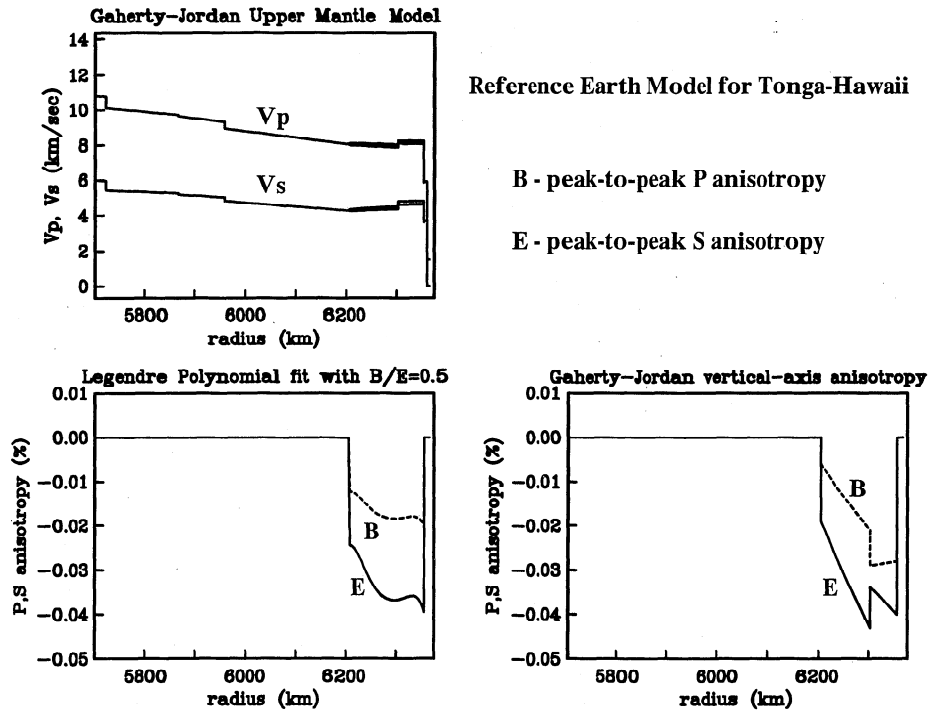 Gaherty-Jordan Upper Mantle Model
14
12
10
8
6
4
2
0
Vp, Vs (km/sec)
Vp
Vs
5800 6000 6200
radius (km)
Reference Earth Model for Tonga-Hawaii
B - peak-to-peak P anisotropy
E - peak-to-peak S anisotropy
Legendre Polynomial fit with B/E=0.5
0.01
0.00
−0.01
−0.02
−0.03
−0.04
−0.05
P,S anisotropy (%)
B
E
5800 6000 6200
radius (km)
Gaherty-Jordan vertical-axis anisotropy
0.01
0.00
−0.01
−0.02
−0.03
−0.04
−0.05
P,S anisotropy (%)
B
E
5800 6000 6200
radius (km)